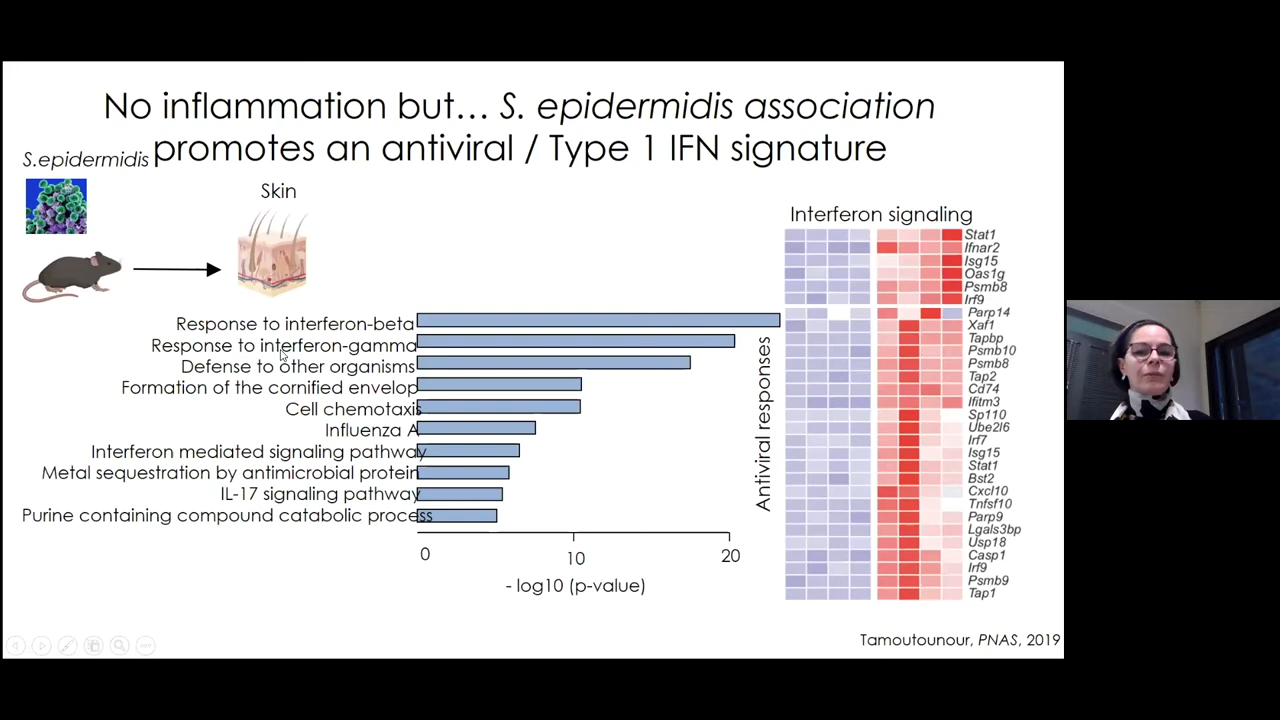 No inflammation but… S. epidermidis association
promotes an antiviral / Type 1 IFN signature
S.epidermidis
Skin
Response to interferon-beta
Response to interferon-gamma
Defense to other organisms
Formation of the cornified envelop
Cell chemotaxis
Influenza A
Interferon mediated signaling pathway
Metal sequestration by antimicrobial protein
IL-17 signaling pathway
Purine containing compound catabolic process
0
10
20
- log10 (p-value)
Interferon signaling
Antiviral responses
Stat1
Ifnar2
Isg15
Oas1g
Psmb8
Irf9
Parp14
Xaf1
Tapbp
Psmb10
Psmb8
Tap2
Cd74
Ifitm3
Sp110
Ube2l6
Irf7
Isg15
Stat1
Bst2
Cxcl10
Tnfsf10
Parp9
Lgals3bp
Usp18
Casp1
Irf9
Psmb9
Tap1
Tamoutounour, PNAS, 2019